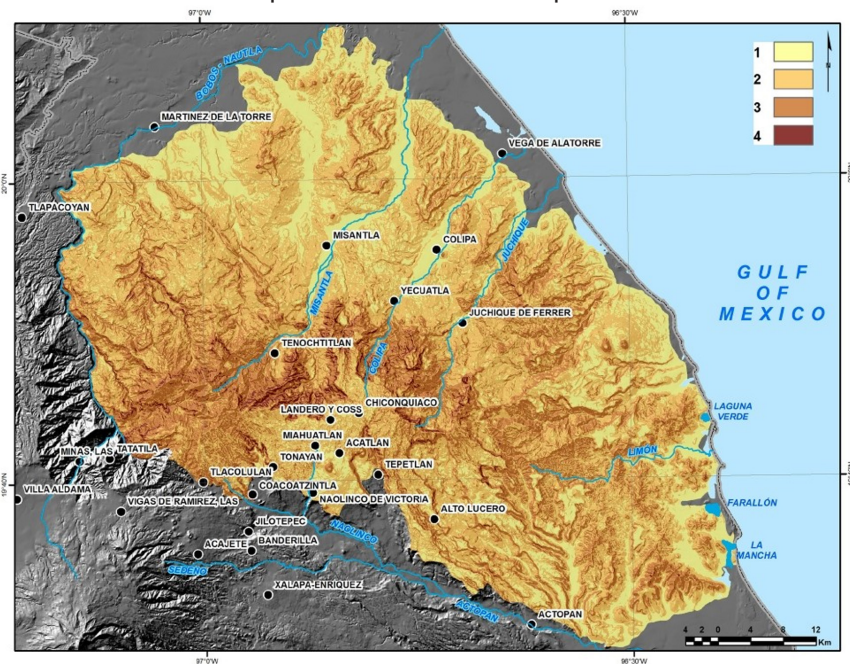 97°0'W
96°30'W
1
2
3
4
N
BOBOS - NAUTLA
MARTINEZ DE LA TORRE
VEGA DE ALATORRE
20°0'N
TLAPACOYAN
MISANTLA
COLIPA
JUCHIQUE
GULF
OF
MEXICO
MISANTLA
YECUATLA
JUCHIQUE DE FERRER
TENOCHTITLAN
COLIPA
CHICONQUIACO
LANDERO Y COSS
LAGUNA
VERDE
MIAHUATLAN
ACATLAN
MINAS, LAS
TATATILA
TONAYAN
LIMON
TEPETLAN
TLACOLULAN
19°40'N
VILLA ALDAMA
COACOATZINTLA
VIGAS DE RAMIREZ, LAS
NAOLINCO DE VICTORIA
ALTO LUCERO
FARALLÓN
JILOTEPEC
NAOLINCO
ACAJETE
BANDERILLA
LA
MANCHA
SEDEÑO
XALAPA-ENRIQUEZ
ACTOPAN
ACTOPAN
4 2 0 4 8 12
Km
97°0'W
96°30'W